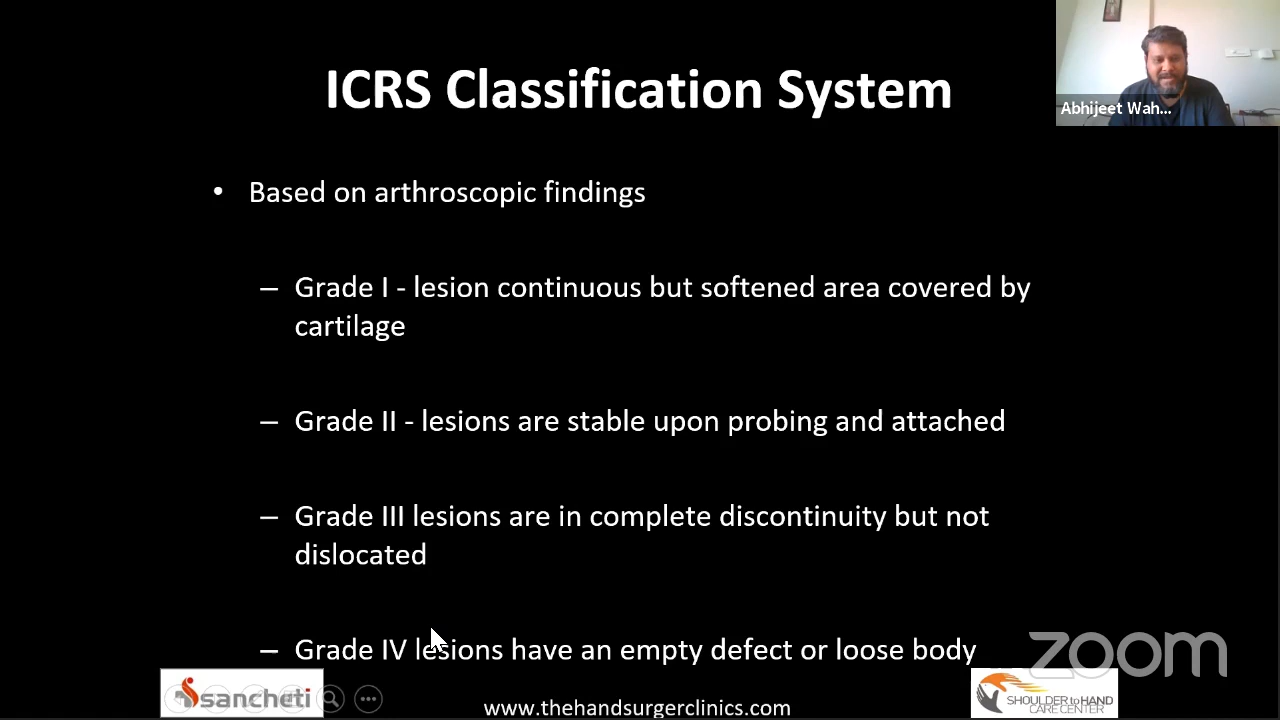 ICRS Classification System
Abhijeet Wah...
• Based on arthroscopic findings
– Grade I - lesion continuous but softened area covered by
cartilage
– Grade II - lesions are stable upon probing and attached
– Grade III lesions are in complete discontinuity but not
dislocated
– Grade IV lesions have an empty defect or loose body
zoom
sancheti
www.thehandsurgerclinics.com
SHOULDER to HAND
CARE CENTER